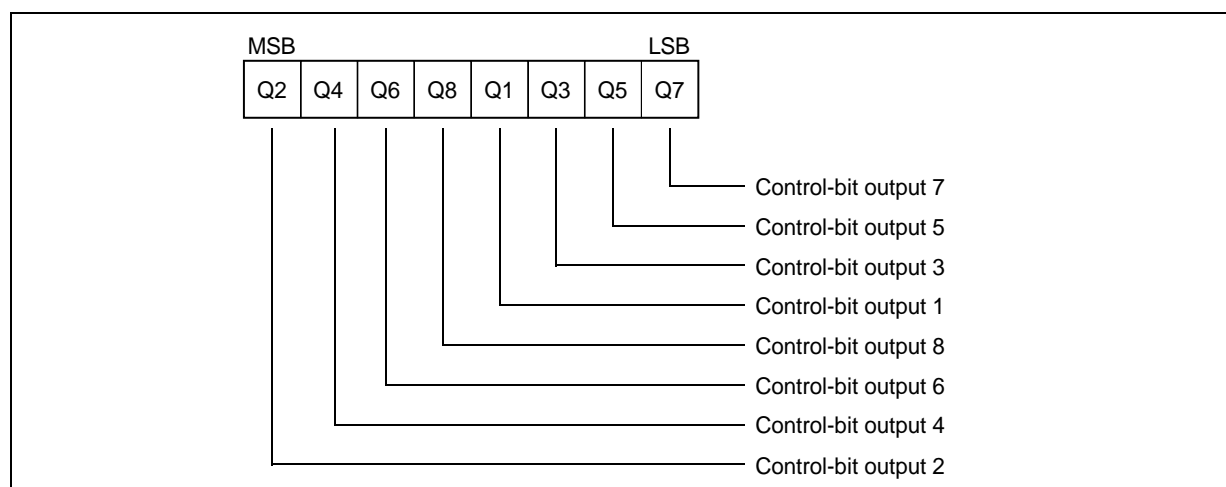 MSB LSB
Q2 Q4 Q6 Q8 Q1 Q3 Q5 Q7
Control-bit output 7
Control-bit output 5
Control-bit output 3
Control-bit output 1
Control-bit output 8
Control-bit output 6
Control-bit output 4
Control-bit output 2